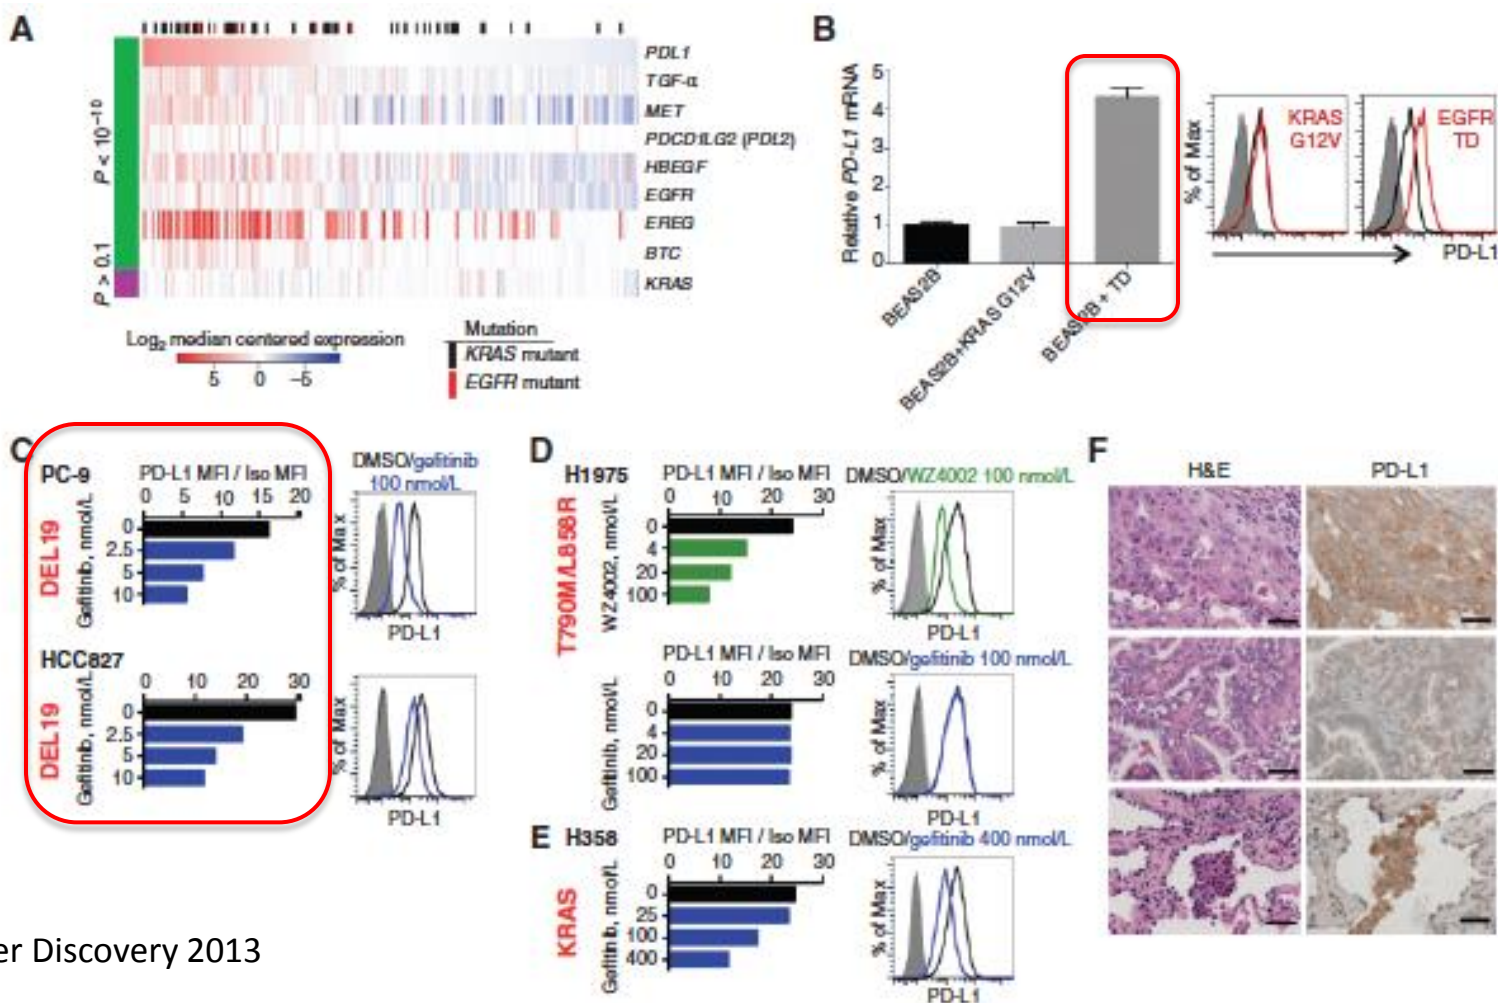 A
PDL1
TGF-α
MET
PDCD1LG2 (PDL2)
HBEGF
EGFR
EREG
BTC
KRAS
P < 10⁻¹⁰
P > 0.1
Log₂ median centered expression
5 0 −5
Mutation
KRAS mutant
EGFR mutant
B
Relative PD-L1 mRNA
5
4
3
2
1
0
BEAS2B
BEAS2B+KRAS G12V
BEAS2B + TD
% of Max
KRAS
G12V
EGFR
TD
PD-L1
C
PC-9
DEL19
PD-L1 MFI / Iso MFI
0 5 10 15 20
Gefitinib, nmol/L
0
2.5
5
10
DMSO/gefitinib
100 nmol/L
% of Max
PD-L1
HCC827
DEL19
0 10 20 30
Gefitinib, nmol/L
0
2.5
5
10
% of Max
PD-L1
D
H1975
T790M/L858R
PD-L1 MFI / Iso MFI
0 10 20 30
WZ4002, nmol/L
0
4
20
100
DMSO/WZ4002 100 nmol/L
% of Max
PD-L1
PD-L1 MFI / Iso MFI
0 10 20 30
Gefitinib, nmol/L
0
4
20
100
DMSO/gefitinib 100 nmol/L
% of Max
PD-L1
E
H358
KRAS
PD-L1 MFI / Iso MFI
0 10 20 30
Gefitinib, nmol/L
0
25
100
400
DMSO/gefitinib 400 nmol/L
% of Max
PD-L1
F
H&E
PD-L1
er Discovery 2013